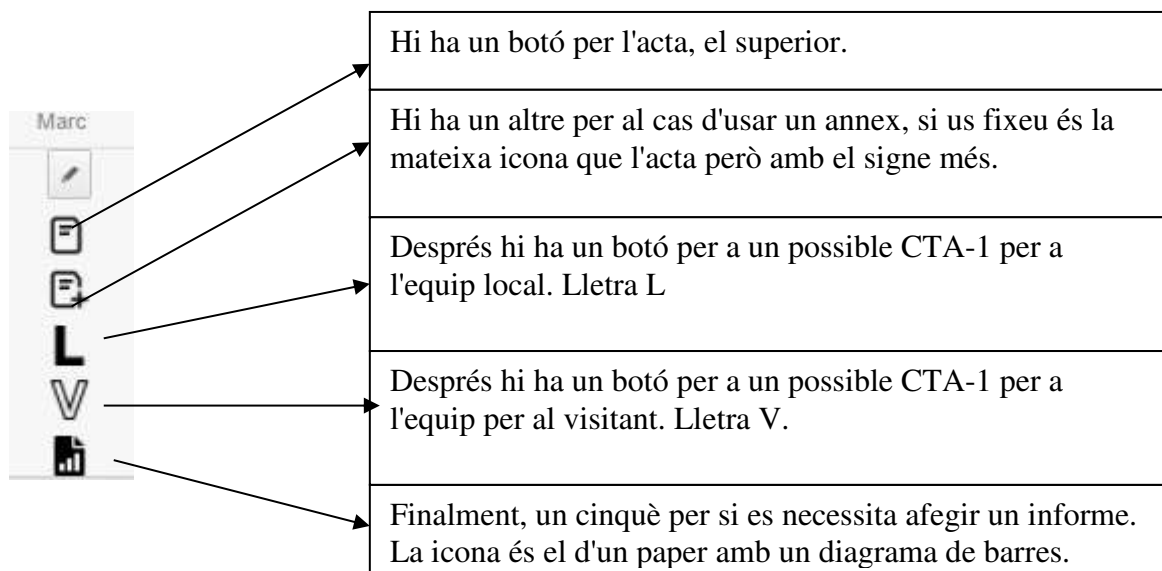 Marc
L
V
Hi ha un botó per l'acta, el superior.
Hi ha un altre per al cas d'usar un annex, si us fixeu és la
mateixa icona que l'acta però amb el signe més.
Després hi ha un botó per a un possible CTA-1 per a
l'equip local. Lletra L
Després hi ha un botó per a un possible CTA-1 per a
l'equip per al visitant. Lletra V.
Finalment, un cinquè per si es necessita afegir un informe.
La icona és el d'un paper amb un diagrama de barres.